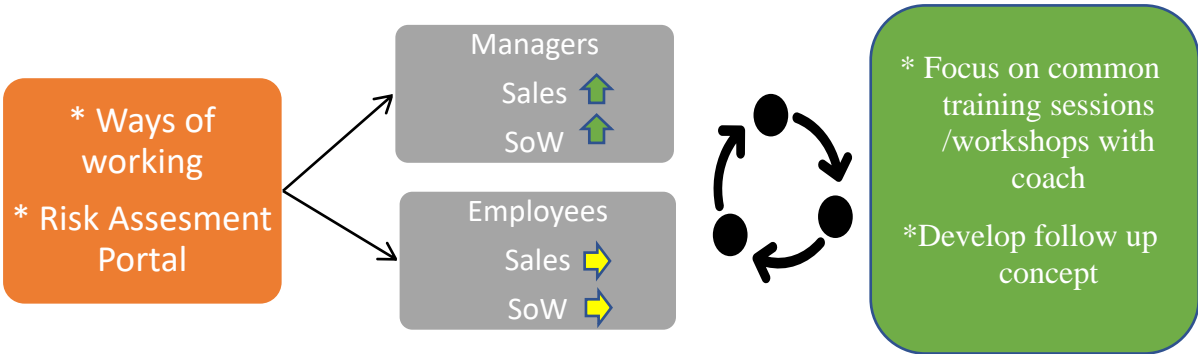 * Ways of
working
* Risk Assesment
Portal
Managers
Sales
SoW
Employees
Sales
SoW
* Focus on common
training sessions
/workshops with
coach
*Develop follow up
concept